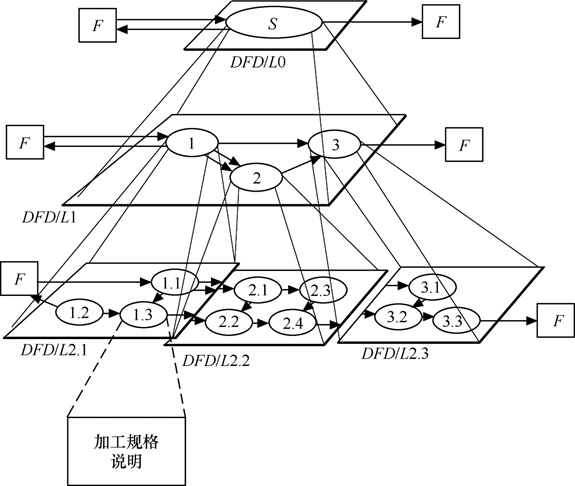 F
S
F
DFD/L0
F
1
3
F
2
DFD/L1
F
1.1
2.1
2.3
3.1
1.2
1.3
2.2
2.4
3.2
3.3
F
DFD/L2.1
DFD/L2.2
DFD/L2.3
加工规格
说明